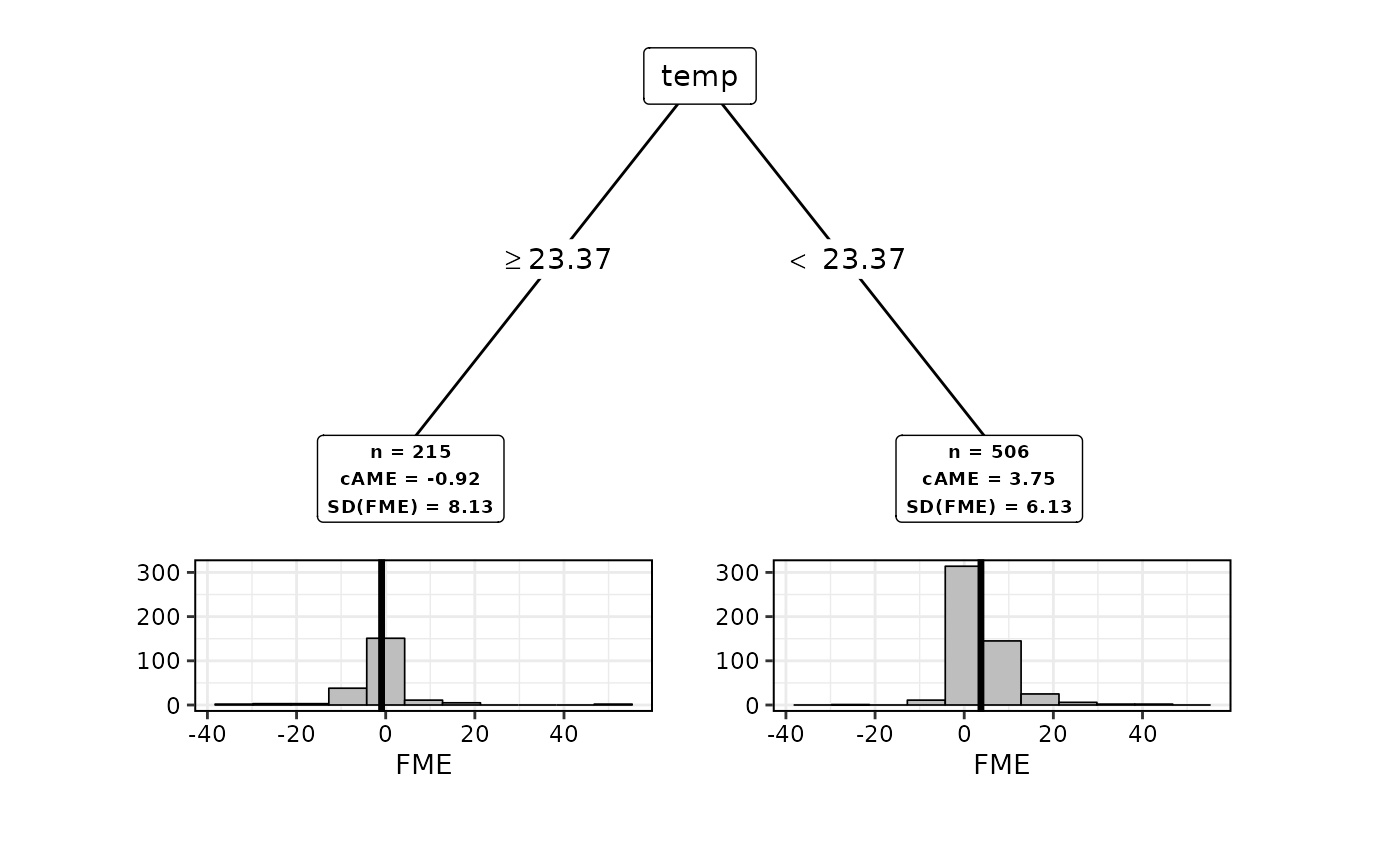 temp
≥ 23.37
< 23.37
n = 215
cAME = -0.92
SD(FME) = 8.13
n = 506
cAME = 3.75
SD(FME) = 6.13
300
200
100
0
-40 -20 0 20 40
FME
300
200
100
0
-40 -20 0 20 40
FME